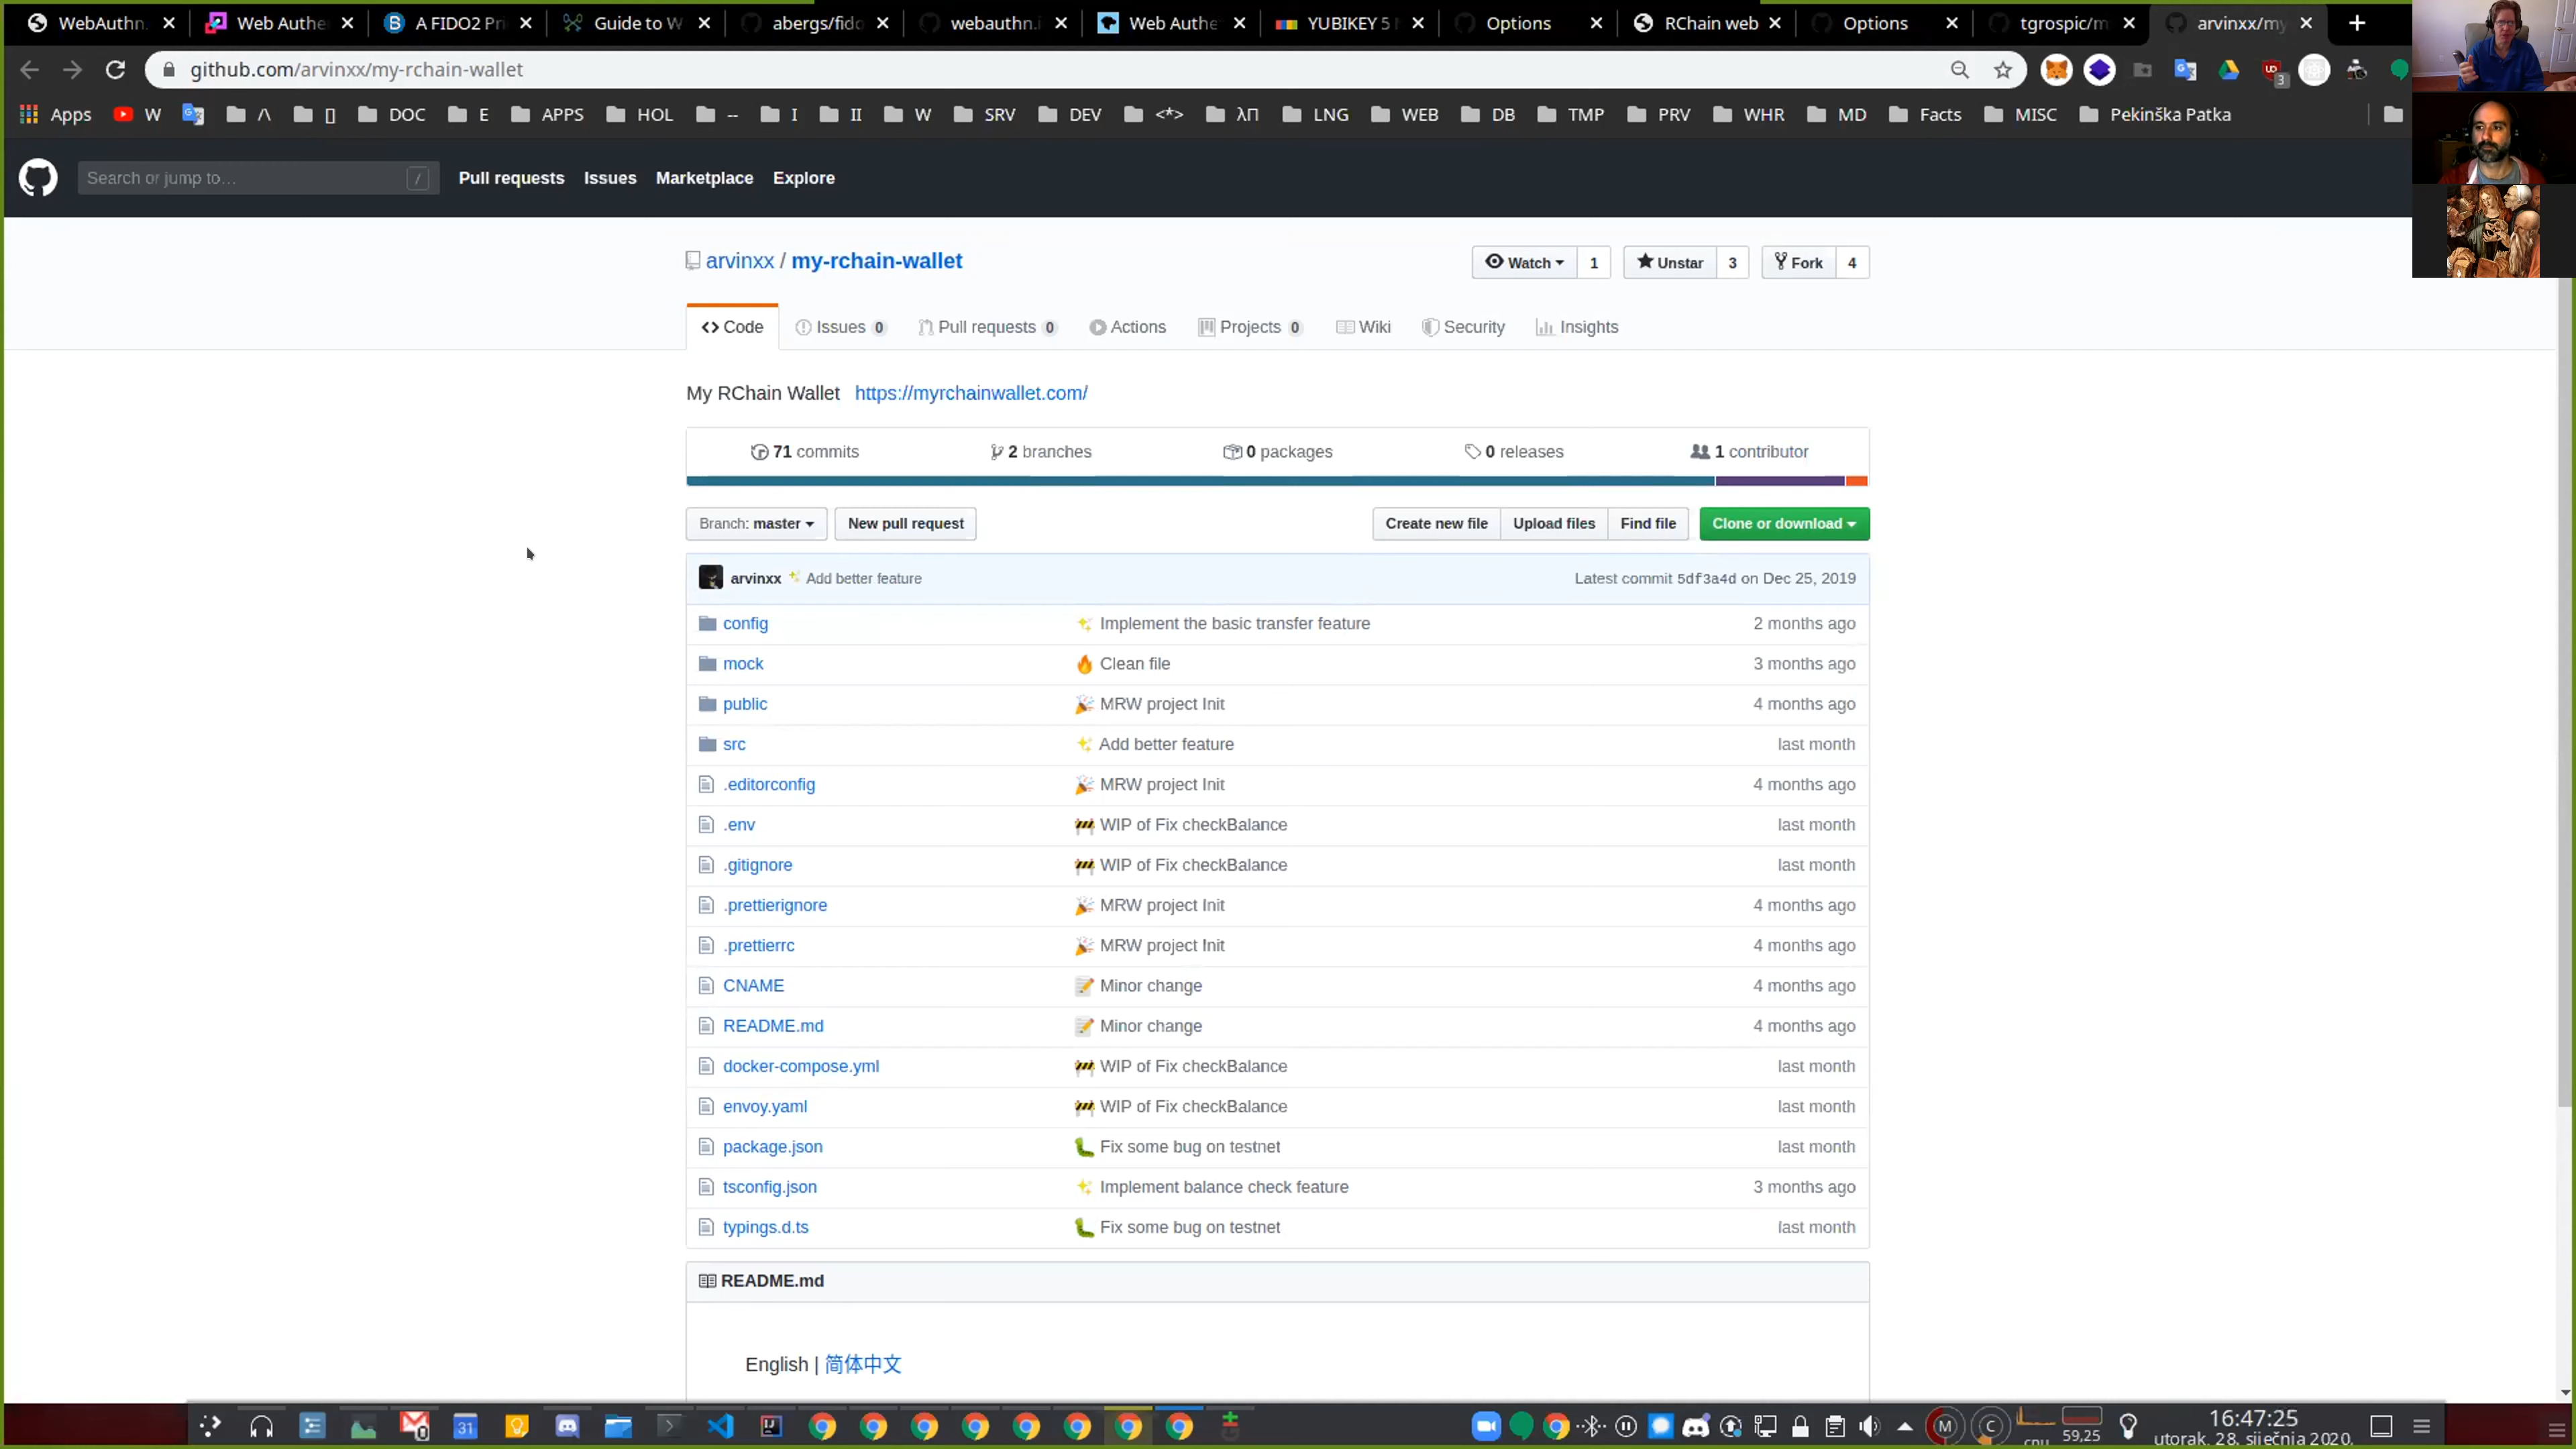 WebAuthn.
Web Authe
A FIDO2 Pri
Guide to W
abergs/fido
webauthn.i
Web Authe
YUBIKEY 5 N
Options
RChain web
Options
tgrospic/m
arvinxx/my
github.com/arvinxx/my-rchain-wallet
3
Apps W /\ [] DOC E APPS HOL -- I II W SRV DEV <*> λΠ LNG WEB DB TMP PRV WHR MD Facts MISC Pekinška Patka
Search or jump to… / Pull requests Issues Marketplace Explore
arvinxx / my-rchain-wallet Watch 1 Unstar 3 Fork 4
Code Issues 0 Pull requests 0 Actions Projects 0 Wiki Security Insights
My RChain Wallet https://myrchainwallet.com/
71 commits 2 branches 0 packages 0 releases 1 contributor
Branch: master New pull request Create new file Upload files Find file Clone or download
arvinxx Add better feature Latest commit 5df3a4d on Dec 25, 2019
config Implement the basic transfer feature 2 months ago
mock Clean file 3 months ago
public MRW project Init 4 months ago
src Add better feature last month
.editorconfig MRW project Init 4 months ago
.env WIP of Fix checkBalance last month
.gitignore WIP of Fix checkBalance last month
.prettierignore MRW project Init 4 months ago
.prettierrc MRW project Init 4 months ago
CNAME Minor change 4 months ago
README.md Minor change 4 months ago
docker-compose.yml WIP of Fix checkBalance last month
envoy.yaml WIP of Fix checkBalance last month
package.json Fix some bug on testnet last month
tsconfig.json Implement balance check feature 3 months ago
typings.d.ts Fix some bug on testnet last month
README.md
English | 简体中文
31 M C 59,25 16:47:25
utorak, 28. siječnja 2020.